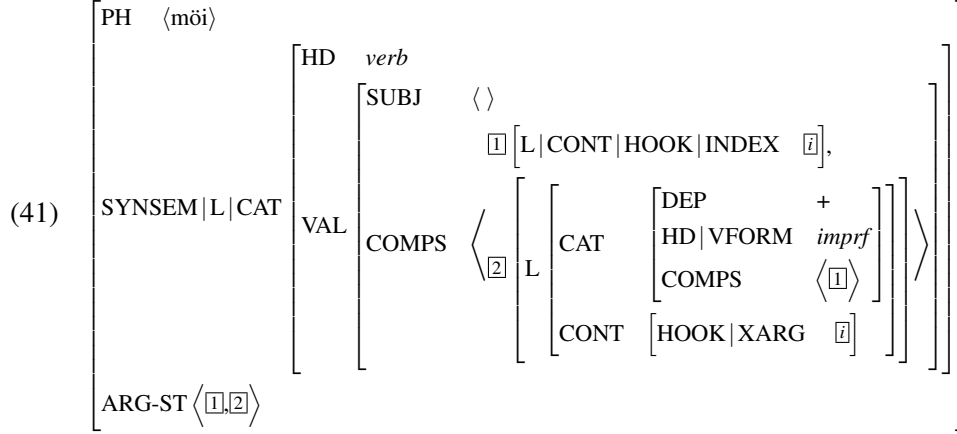 PH ⟨möi⟩
HD verb
SUBJ ⟨ ⟩
1 [L|CONT|HOOK|INDEX i],
(41) SYNSEM|L|CAT VAL COMPS ⟨ 2 [L [CAT [DEP +
HD|VFORM imprf
COMPS ⟨1⟩]
CONT [HOOK|XARG i]]]⟩
ARG-ST ⟨1,2⟩